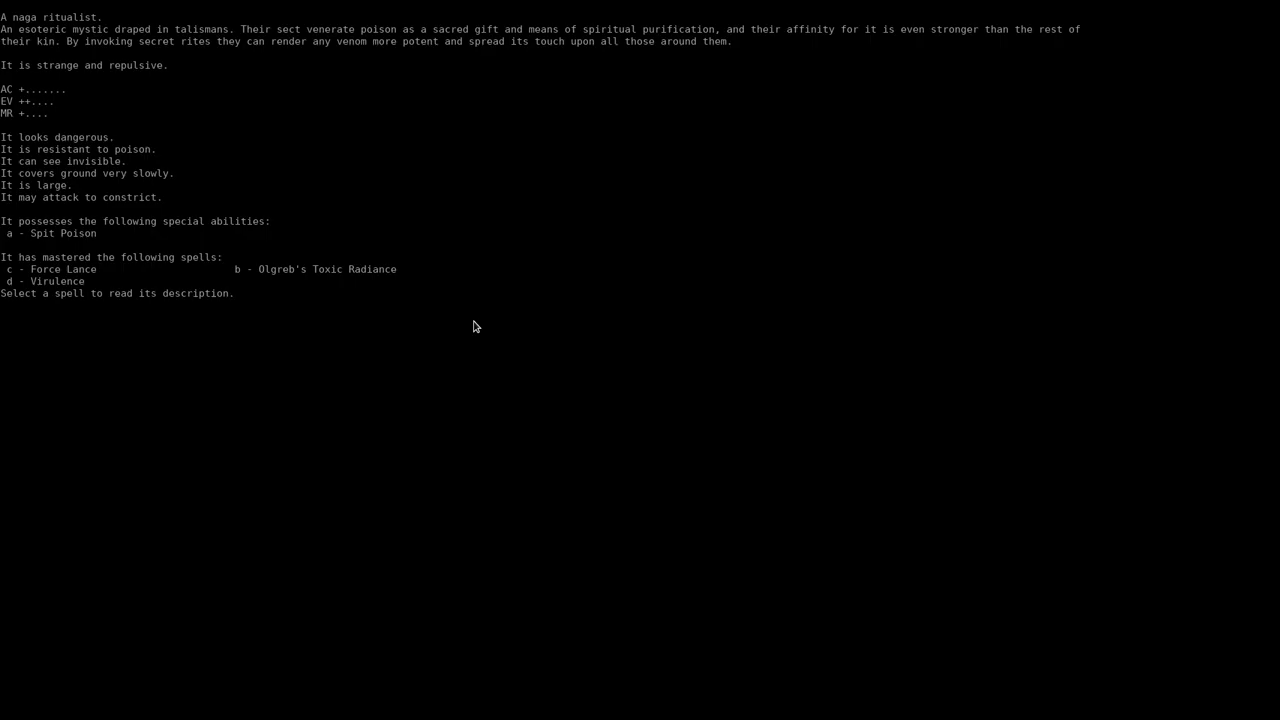 A naga ritualist.
An esoteric mystic draped in talismans. Their sect venerate poison as a sacred gift and means of spiritual purification, and their affinity for it is even stronger than the rest of
their kin. By invoking secret rites they can render any venom more potent and spread its touch upon all those around them.
It is strange and repulsive.
AC +.......
EV ++....
MR +....
It looks dangerous.
It is resistant to poison.
It can see invisible.
It covers ground very slowly.
It is large.
It may attack to constrict.
It possesses the following special abilities:
a - Spit Poison
It has mastered the following spells:
c - Force Lance b - Olgreb's Toxic Radiance
d - Virulence
Select a spell to read its description.